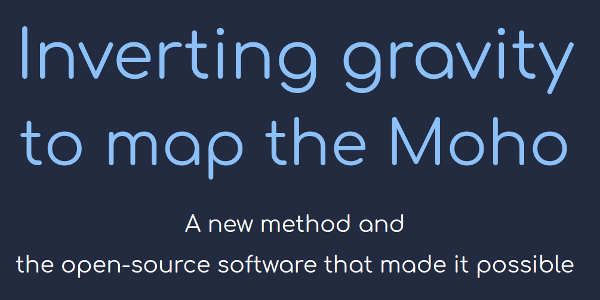 Inverting gravity
to map the Moho
A new method and
the open-source software that made it possible